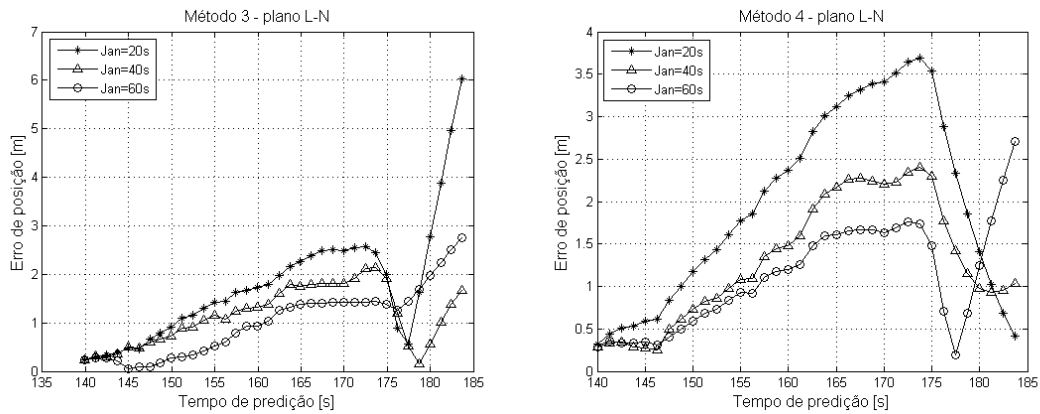 Método 3 - plano L-N
7
6
5
4
3
2
1
0
Jan=20s
Jan=40s
Jan=60s
Erro de posição [m]
135 140 145 150 155 160 165 170 175 180 185
Tempo de predição [s]
Método 4 - plano L-N
4
3.5
3
2.5
2
1.5
1
0.5
0
Jan=20s
Jan=40s
Jan=60s
Erro de posição [m]
140 145 150 155 160 165 170 175 180 185
Tempo de predição [s]